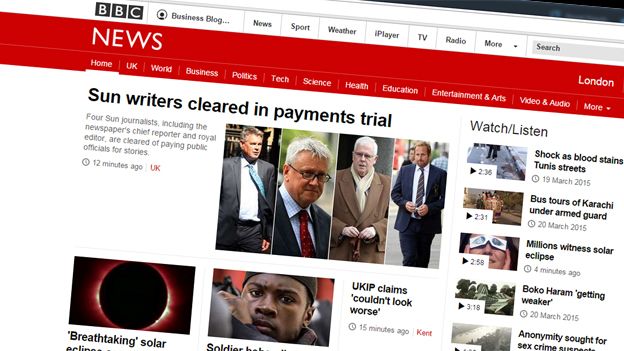 BBC
Business Blog...
News
Sport
Weather
iPlayer
TV
Radio
More
Search
NEWS
London
Home
UK
World
Business
Politics
Tech
Science
Health
Education
Entertainment & Arts
Video & Audio
More
Sun writers cleared in payments trial
Four Sun journalists, including the
newspaper's chief reporter and royal
editor, are cleared of paying public
officials for stories.
12 minutes ago | UK
'Breathtaking' solar
UKIP claims
'couldn't look
worse'
15 minutes ago | Kent
Watch/Listen
2:36
Shock as blood stains
Tunis streets
19 March 2015
2:31
Bus tours of Karachi
under armed guard
20 March 2015
2:58
Millions witness solar
eclipse
4 minutes ago
3:18
Boko Haram 'getting
weaker'
20 March 2015
Anonymity sought for
sex crime suspects